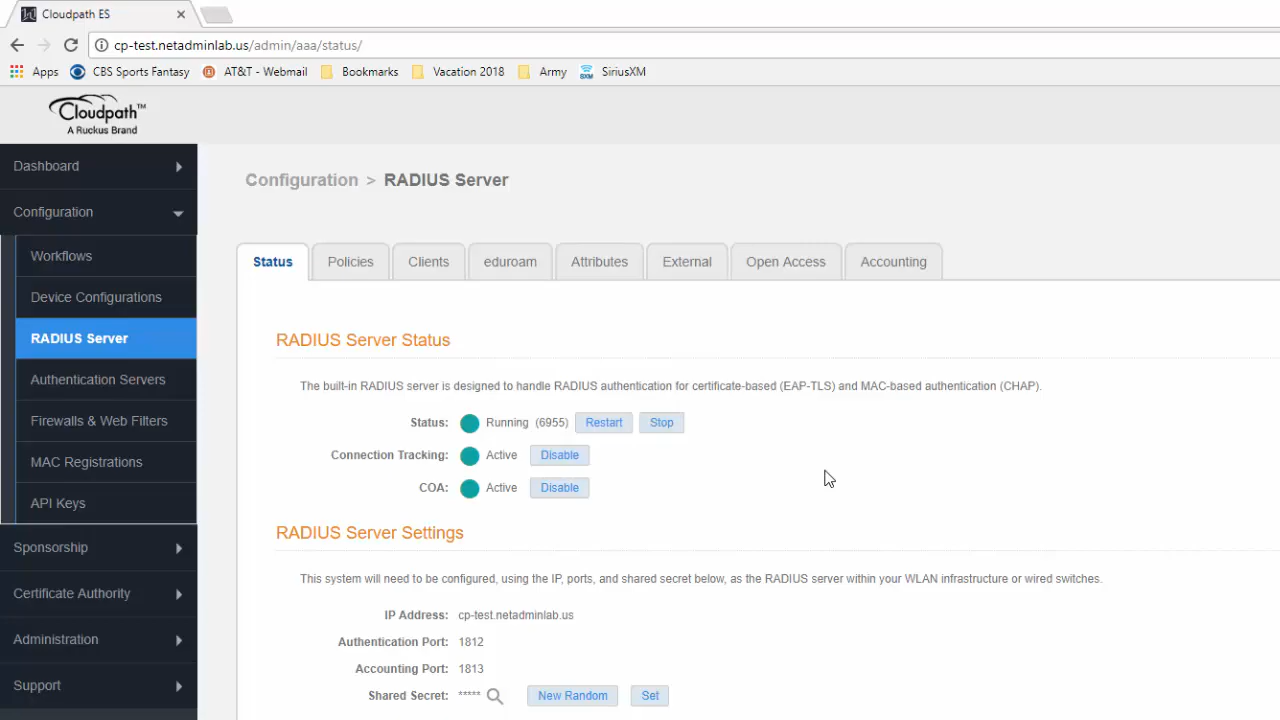 Cloudpath ES
cp-test.netadminlab.us/admin/aaa/status/
Apps CBS Sports Fantasy AT&T - Webmail Bookmarks Vacation 2018 Army SiriusXM
Cloudpath™
A Ruckus Brand
Dashboard
Configuration
Workflows
Device Configurations
RADIUS Server
Authentication Servers
Firewalls & Web Filters
MAC Registrations
API Keys
Sponsorship
Certificate Authority
Administration
Support
Configuration > RADIUS Server
Status Policies Clients eduroam Attributes External Open Access Accounting
RADIUS Server Status
The built-in RADIUS server is designed to handle RADIUS authentication for certificate-based (EAP-TLS) and MAC-based authentication (CHAP).
Status: Running (6955) Restart Stop
Connection Tracking: Active Disable
COA: Active Disable
RADIUS Server Settings
This system will need to be configured, using the IP, ports, and shared secret below, as the RADIUS server within your WLAN infrastructure or wired switches.
IP Address: cp-test.netadminlab.us
Authentication Port: 1812
Accounting Port: 1813
Shared Secret: ***** New Random Set